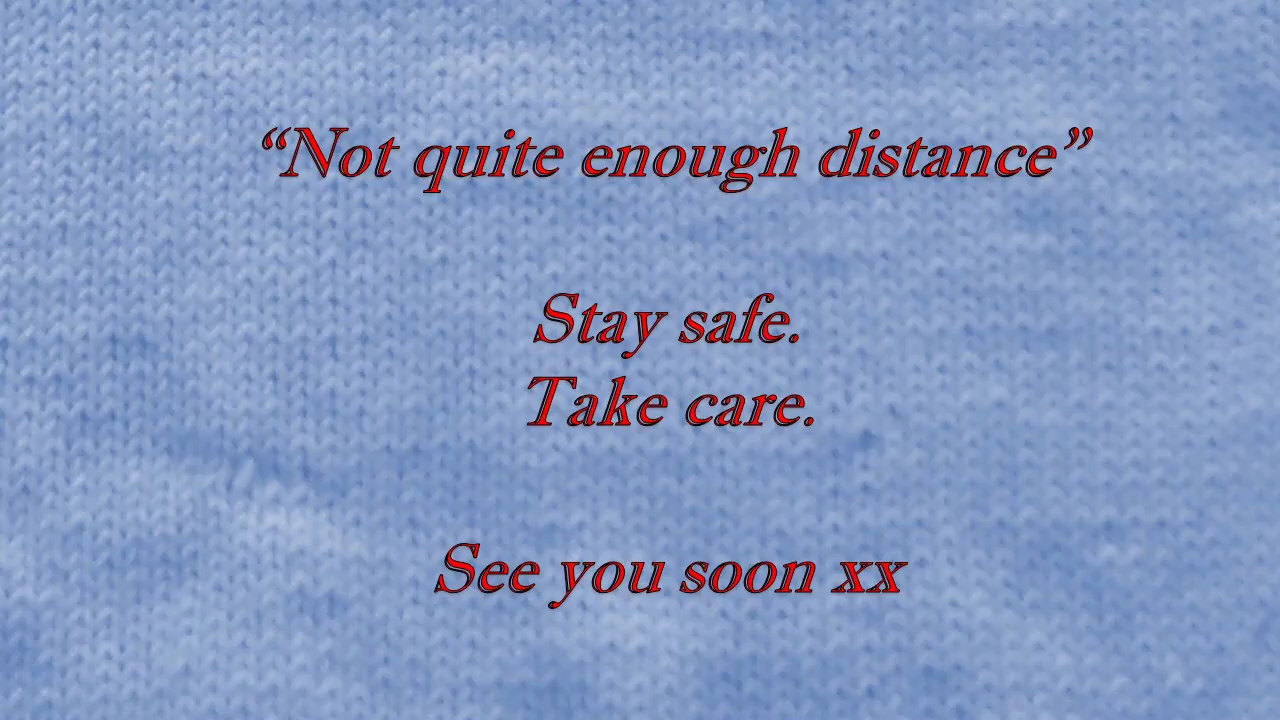 “Not quite enough distance”
Stay safe.
Take care.
See you soon xx